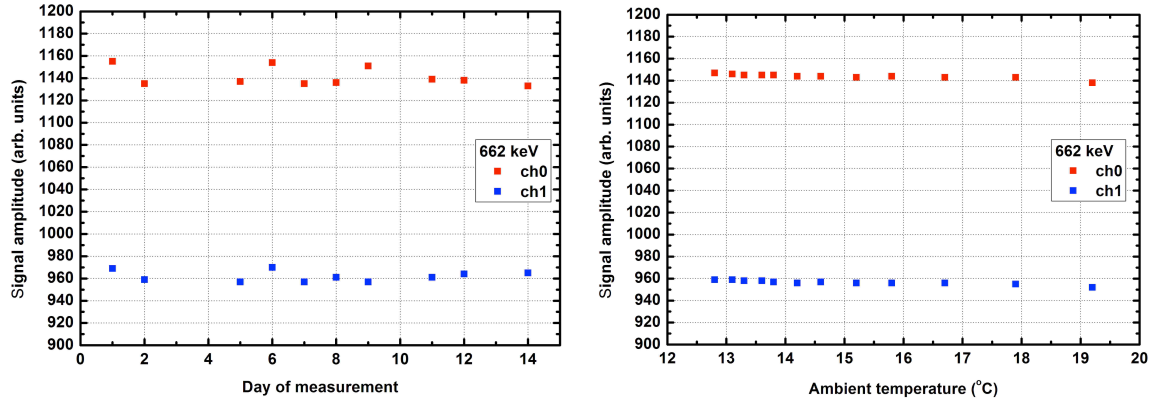 1200
1180
1160
1140
1120
1100
1080
1060
1040
1020
1000
980
960
940
920
900
Signal amplitude (arb. units)
662 keV
ch0
ch1
0 2 4 6 8 10 12 14
Day of measurement
1200
1180
1160
1140
1120
1100
1080
1060
1040
1020
1000
980
960
940
920
900
Signal amplitude (arb. units)
662 keV
ch0
ch1
12 13 14 15 16 17 18 19 20
Ambient temperature (°C)